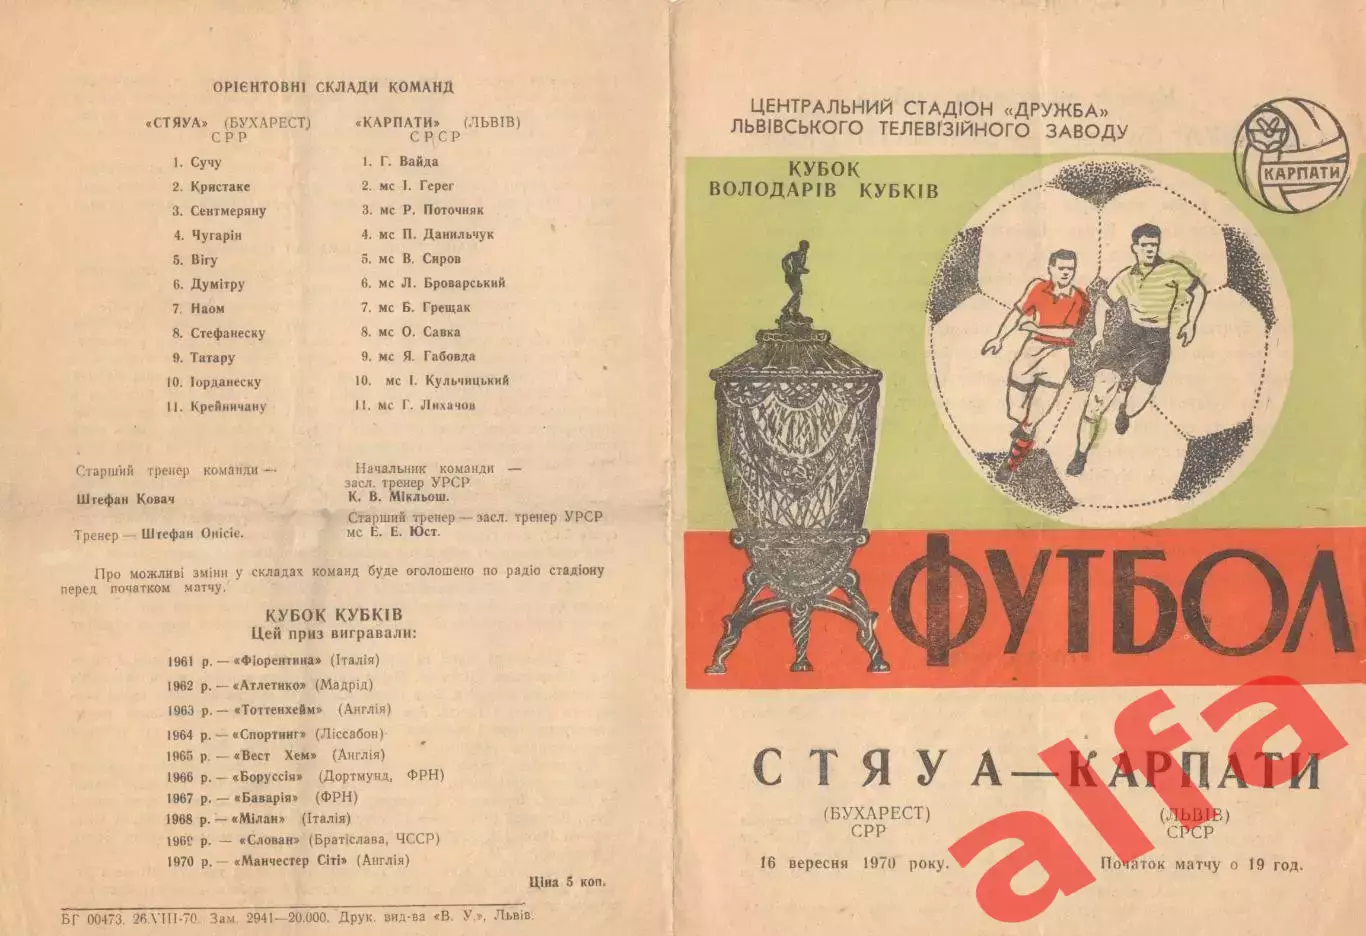 ОРІЄНТОВНІ СКЛАДИ КОМАНД
«СТЯУА» (БУХАРЕСТ)
СРР
1. Сучу
2. Кристаке
3. Сентмеряну
4. Чугарін
5. Вігу
6. Думітру
7. Наом
8. Стефанеску
9. Татару
10. Іорданеску
11. Крейничану
«КАРПАТИ» (ЛЬВІВ)
СРСР
1. Г. Вайда
2. мс І. Герег
3. мс Р. Поточняк
4. мс П. Данильчук
5. мс В. Сиров
6. мс Л. Броварський
7. мс Б. Грещак
8. мс О. Савка
9. мс Я. Габовда
10. мс І. Кульчицький
11. мс Г. Лихачов
Старший тренер команди —
Штефан Ковач
Тренер — Штефан Онісіе.
Начальник команди —
засл. тренер УРСР
К. В. Мікльош.
Старший тренер — засл. тренер УРСР
мс Е. Е. Юст.
Про можливі зміни у складах команд буде оголошено по радіо стадіону
перед початком матчу.
КУБОК КУБКІВ
Цей приз вигравали:
1961 р. — «Фіорентина» (Італія)
1962 р. — «Атлетико» (Мадрід)
1963 р. — «Тоттенхейм» (Англія)
1964 р. — «Спортинг» (Ліссабон)
1965 р. — «Вест Хем» (Англія)
1966 р. — «Боруссія» (Дортмунд, ФРН)
1967 р. — «Баварія» (ФРН)
1968 р. — «Мілан» (Італія)
1969 р. — «Слован» (Братіслава, ЧССР)
1970 р. — «Манчестер Сіті» (Англія)
Ціна 5 коп.
БГ 00473. 26.VIII-70. Зам. 2941—20.000. Друк. вид-ва «В. У.», Львів.
ЦЕНТРАЛЬНИЙ СТАДІОН «ДРУЖБА»
ЛЬВІВСЬКОГО ТЕЛЕВІЗІЙНОГО ЗАВОДУ
КАРПАТИ
КУБОК
ВОЛОДАРІВ КУБКІВ
ФУТБОЛ
СТЯУА—КАРПАТИ
(БУХАРЕСТ)
СРР
(ЛЬВІВ)
СРСР
16 вересня 1970 року.
Початок матчу о 19 год.
alfa